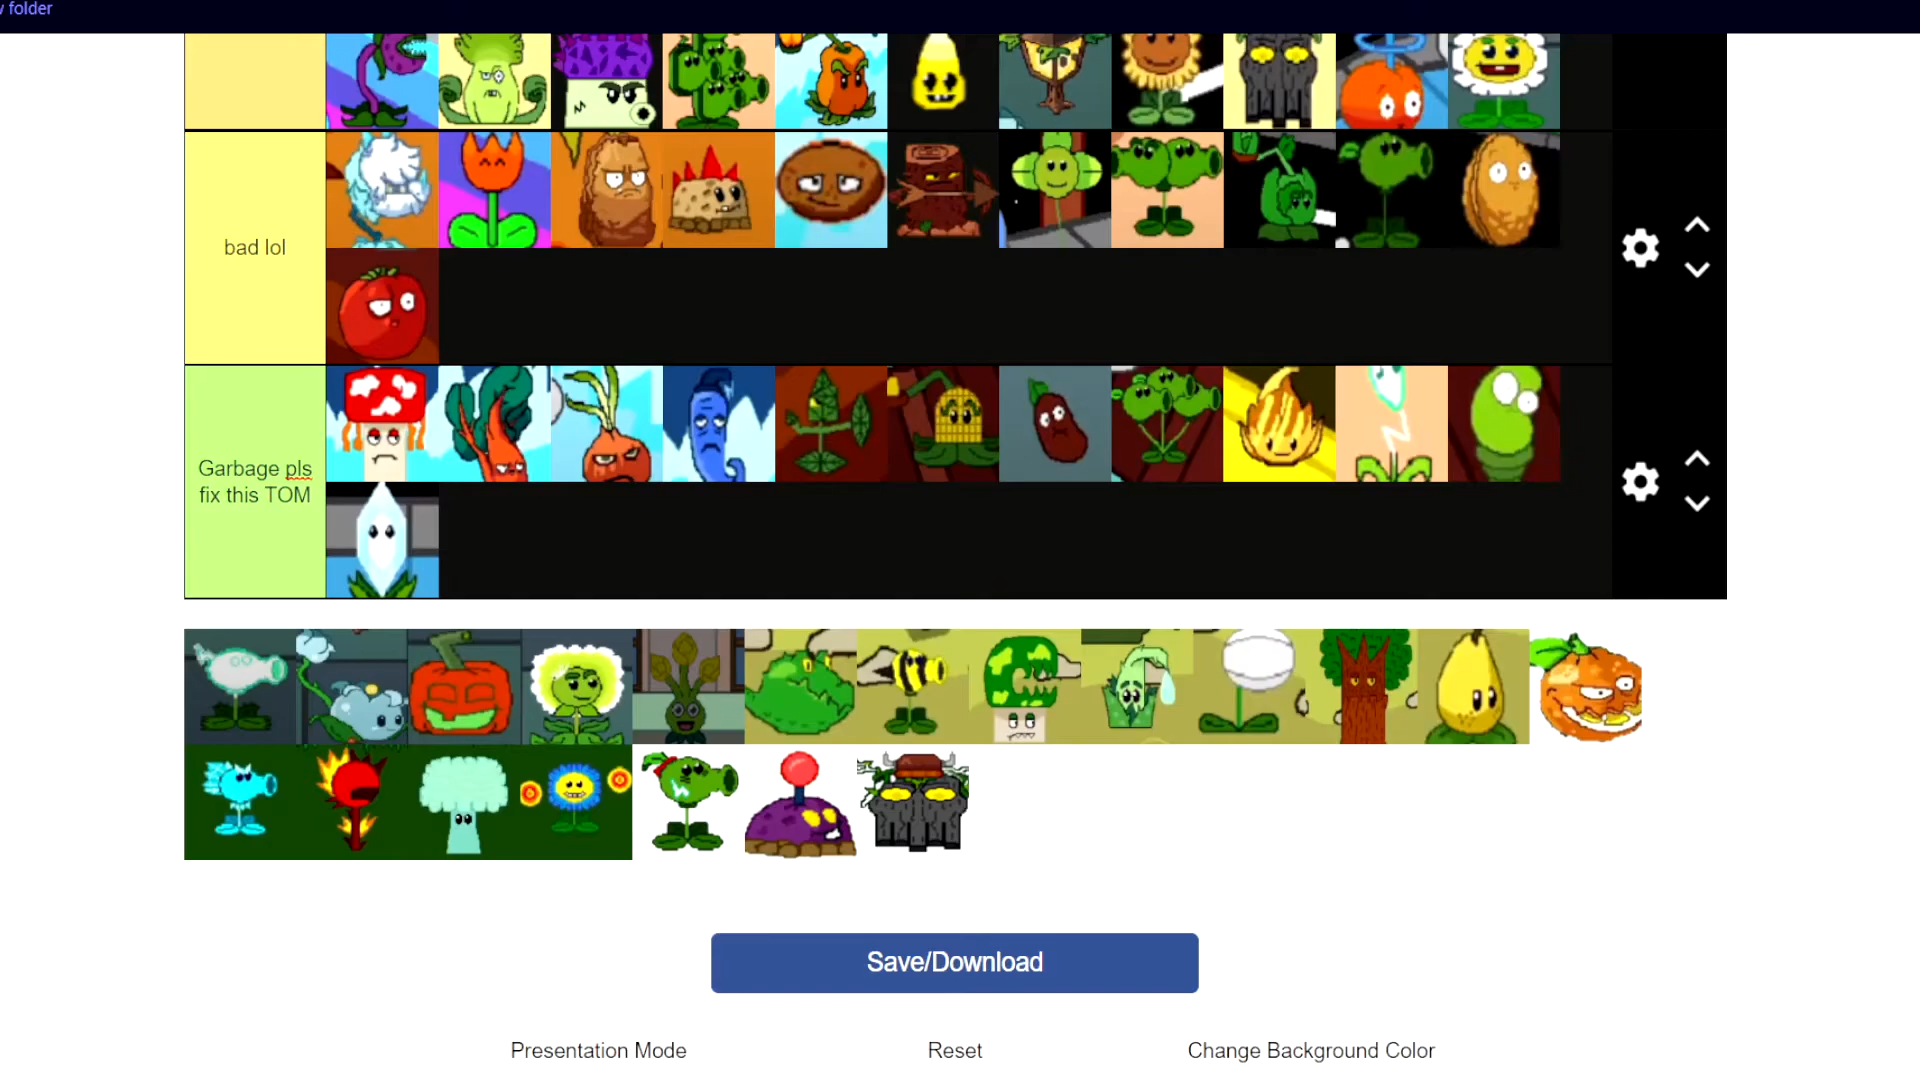 folder
bad lol
Garbage pls
fix this TOM
Save/Download
Presentation Mode
Reset
Change Background Color